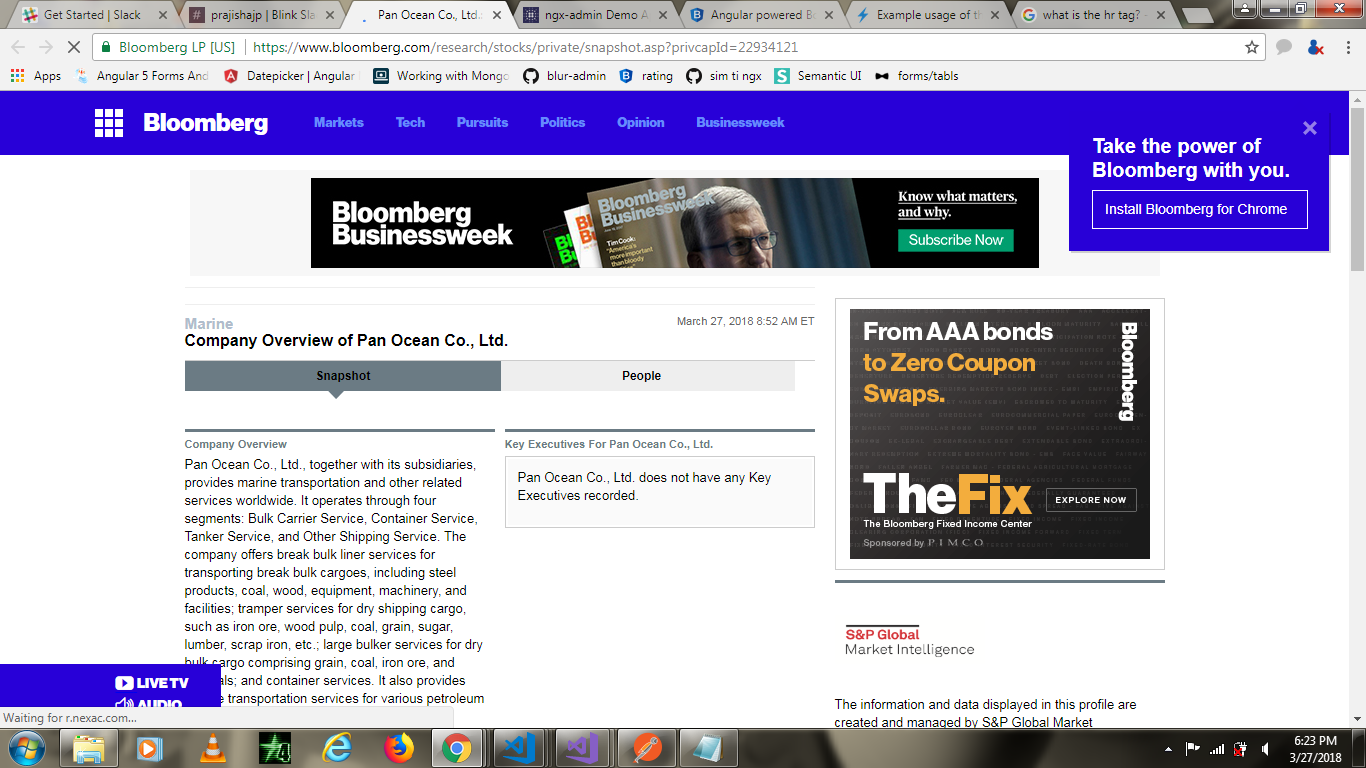 Get Started | Slack
prajishajp | Blink Sla
Pan Ocean Co., Ltd.:
ngx-admin Demo A
Angular powered Bo
Example usage of th
what is the hr tag? -
Bloomberg LP [US]
https://www.bloomberg.com/research/stocks/private/snapshot.asp?privcapId=22934121
Apps
Angular 5 Forms And
Datepicker | Angular
Working with Mongo
blur-admin
rating
sim ti ngx
Semantic UI
forms/tabls
Bloomberg
Markets
Tech
Pursuits
Politics
Opinion
Businessweek
Take the power of
Bloomberg with you.
Install Bloomberg for Chrome
Bloomberg
Businessweek
Bloomberg
Businessweek
Tim Cook:
"America's
more important
than bloody
Know what matters,
and why.
Subscribe Now
Marine
March 27, 2018 8:52 AM ET
Company Overview of Pan Ocean Co., Ltd.
Snapshot
People
Company Overview
Pan Ocean Co., Ltd., together with its subsidiaries,
provides marine transportation and other related
services worldwide. It operates through four
segments: Bulk Carrier Service, Container Service,
Tanker Service, and Other Shipping Service. The
company offers break bulk liner services for
transporting break bulk cargoes, including steel
products, coal, wood, equipment, machinery, and
facilities; tramper services for dry shipping cargo,
such as iron ore, wood pulp, coal, grain, sugar,
lumber, scrap iron, etc.; large bulker services for dry
bulk cargo comprising grain, coal, iron ore, and
als; and container services. It also provides
e transportation services for various petroleum
Key Executives For Pan Ocean Co., Ltd.
Pan Ocean Co., Ltd. does not have any Key
Executives recorded.
From AAA bonds
to Zero Coupon
Swaps.
Bloomberg
TheFix
EXPLORE NOW
The Bloomberg Fixed Income Center
Sponsored by PIMCO
S&P Global
Market Intelligence
The information and data displayed in this profile are
created and managed by S&P Global Market
LIVE TV
AUDIO
Waiting for r.nexac.com...
6:23 PM
3/27/2018